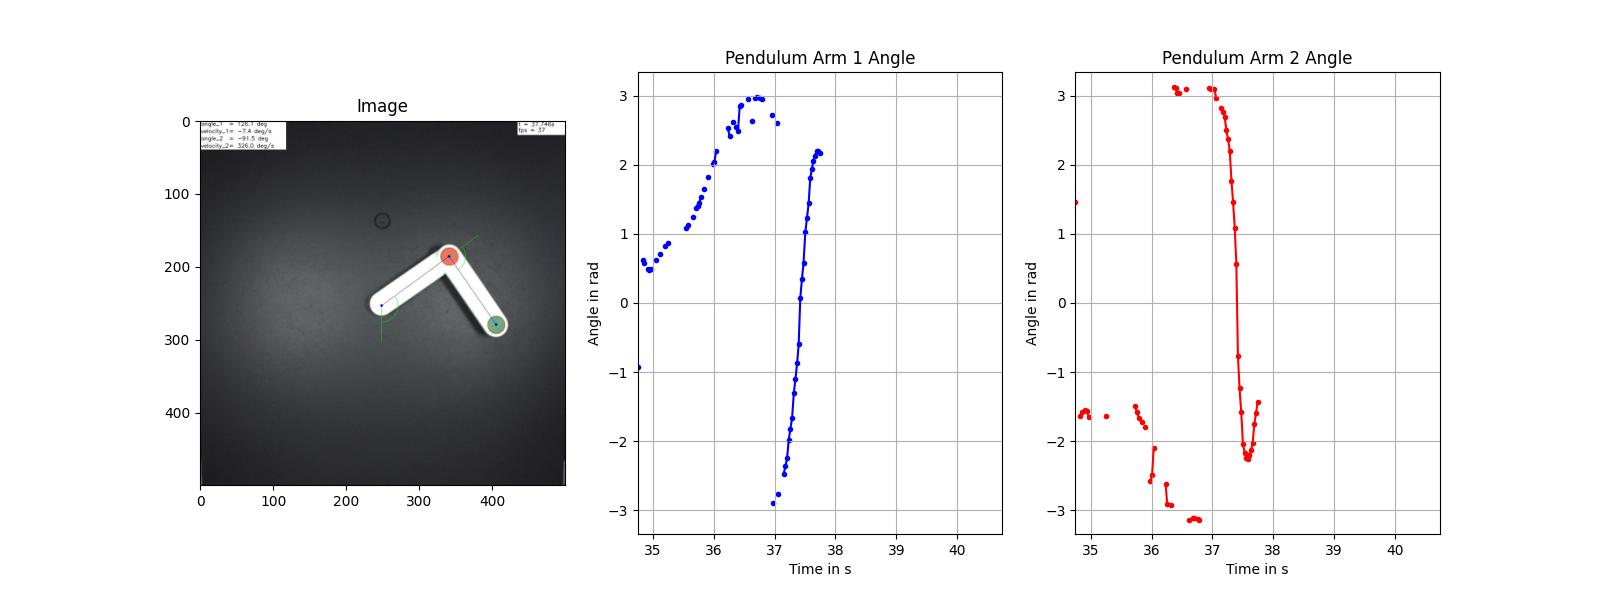 Image
angle_1 = 126.1 deg
velocity_1= -7.4 deg/s
angle_2 = -91.5 deg
velocity_2= 326.0 deg/s
t = 37.746s
fps = 37
0
100
200
300
400
0 100 200 300 400
Pendulum Arm 1 Angle
Angle in rad
3
2
1
0
−1
−2
−3
35 36 37 38 39 40
Time in s
Pendulum Arm 2 Angle
Angle in rad
3
2
1
0
−1
−2
−3
35 36 37 38 39 40
Time in s